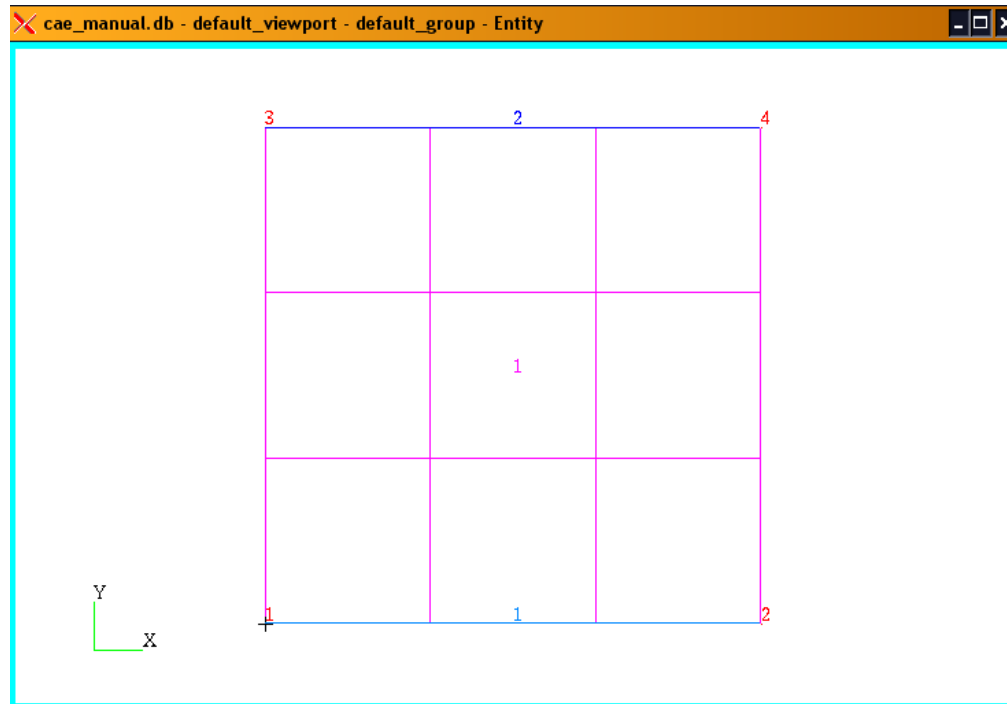 cae_manual.db - default_viewport - default_group - Entity
3 2 4
1
Y
1 1 2
X